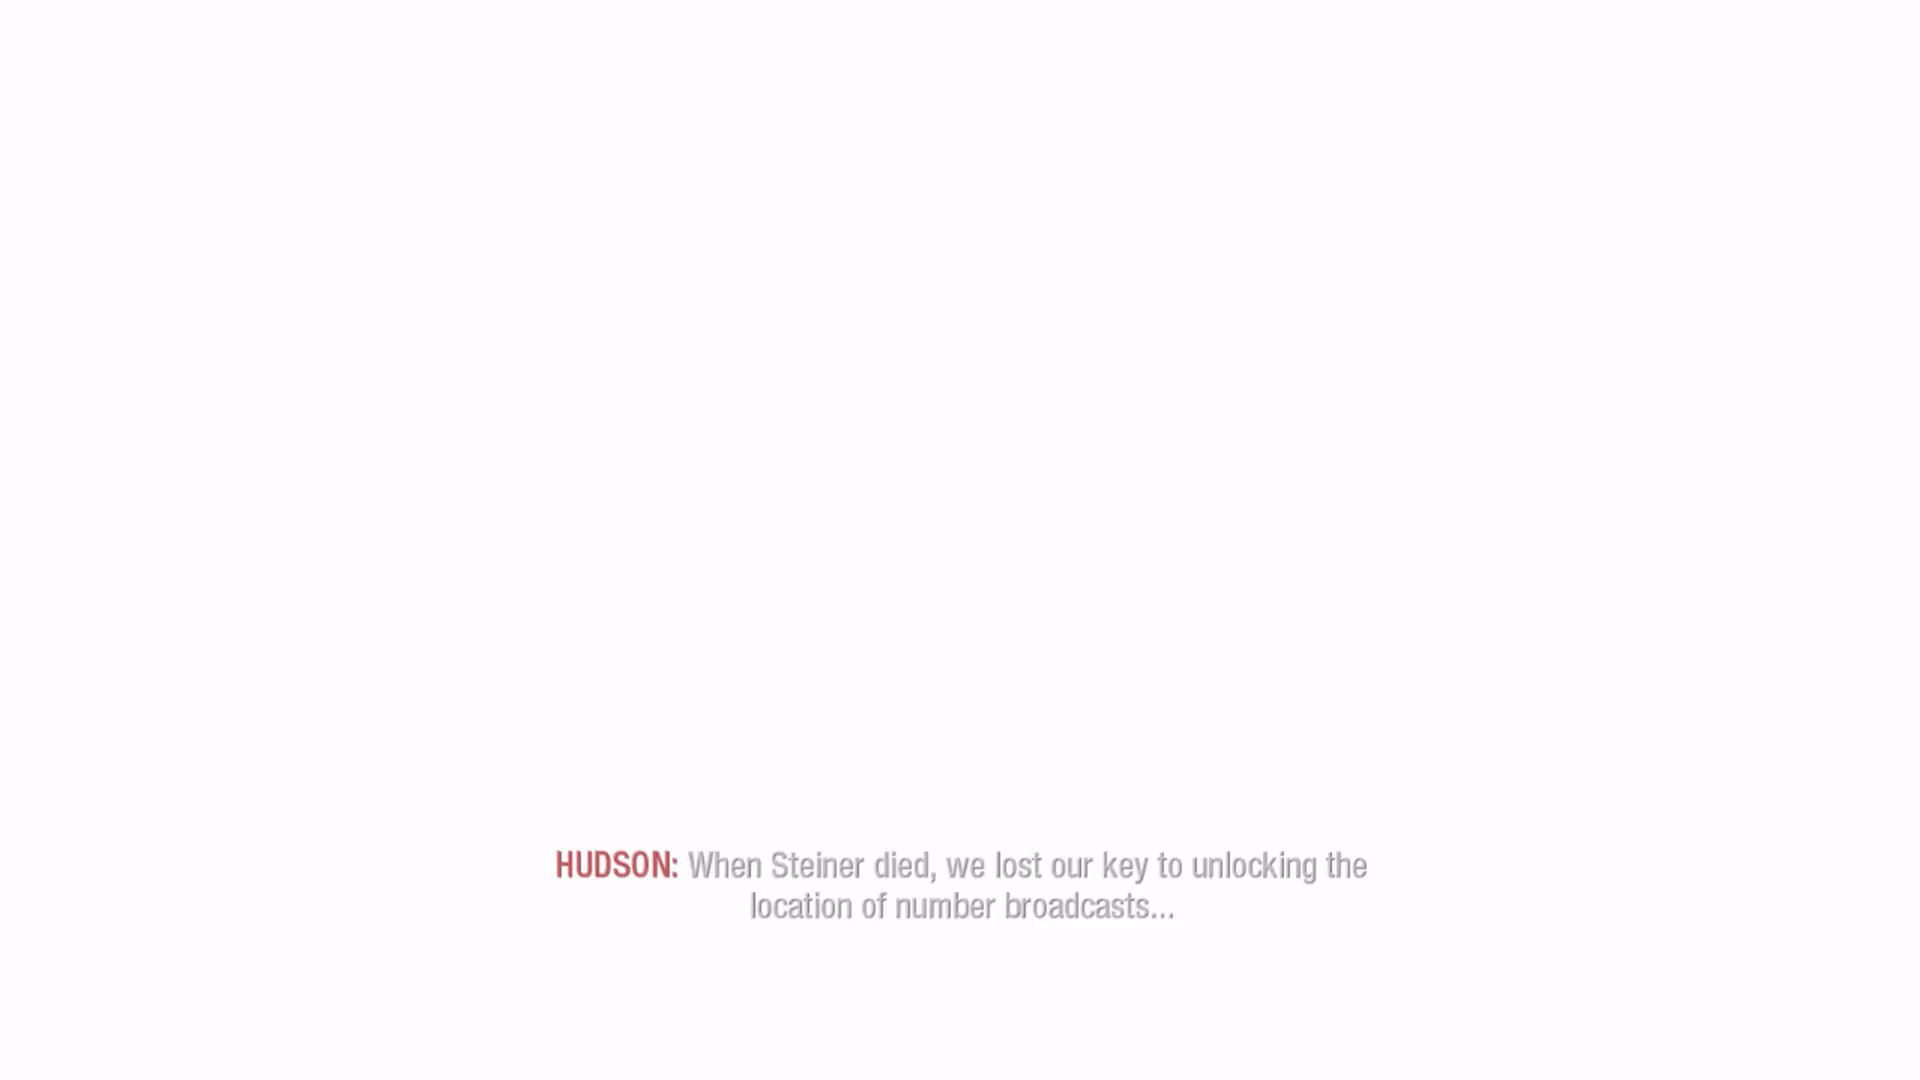 HUDSON: When Steiner died, we lost our key to unlocking the
location of number broadcasts...